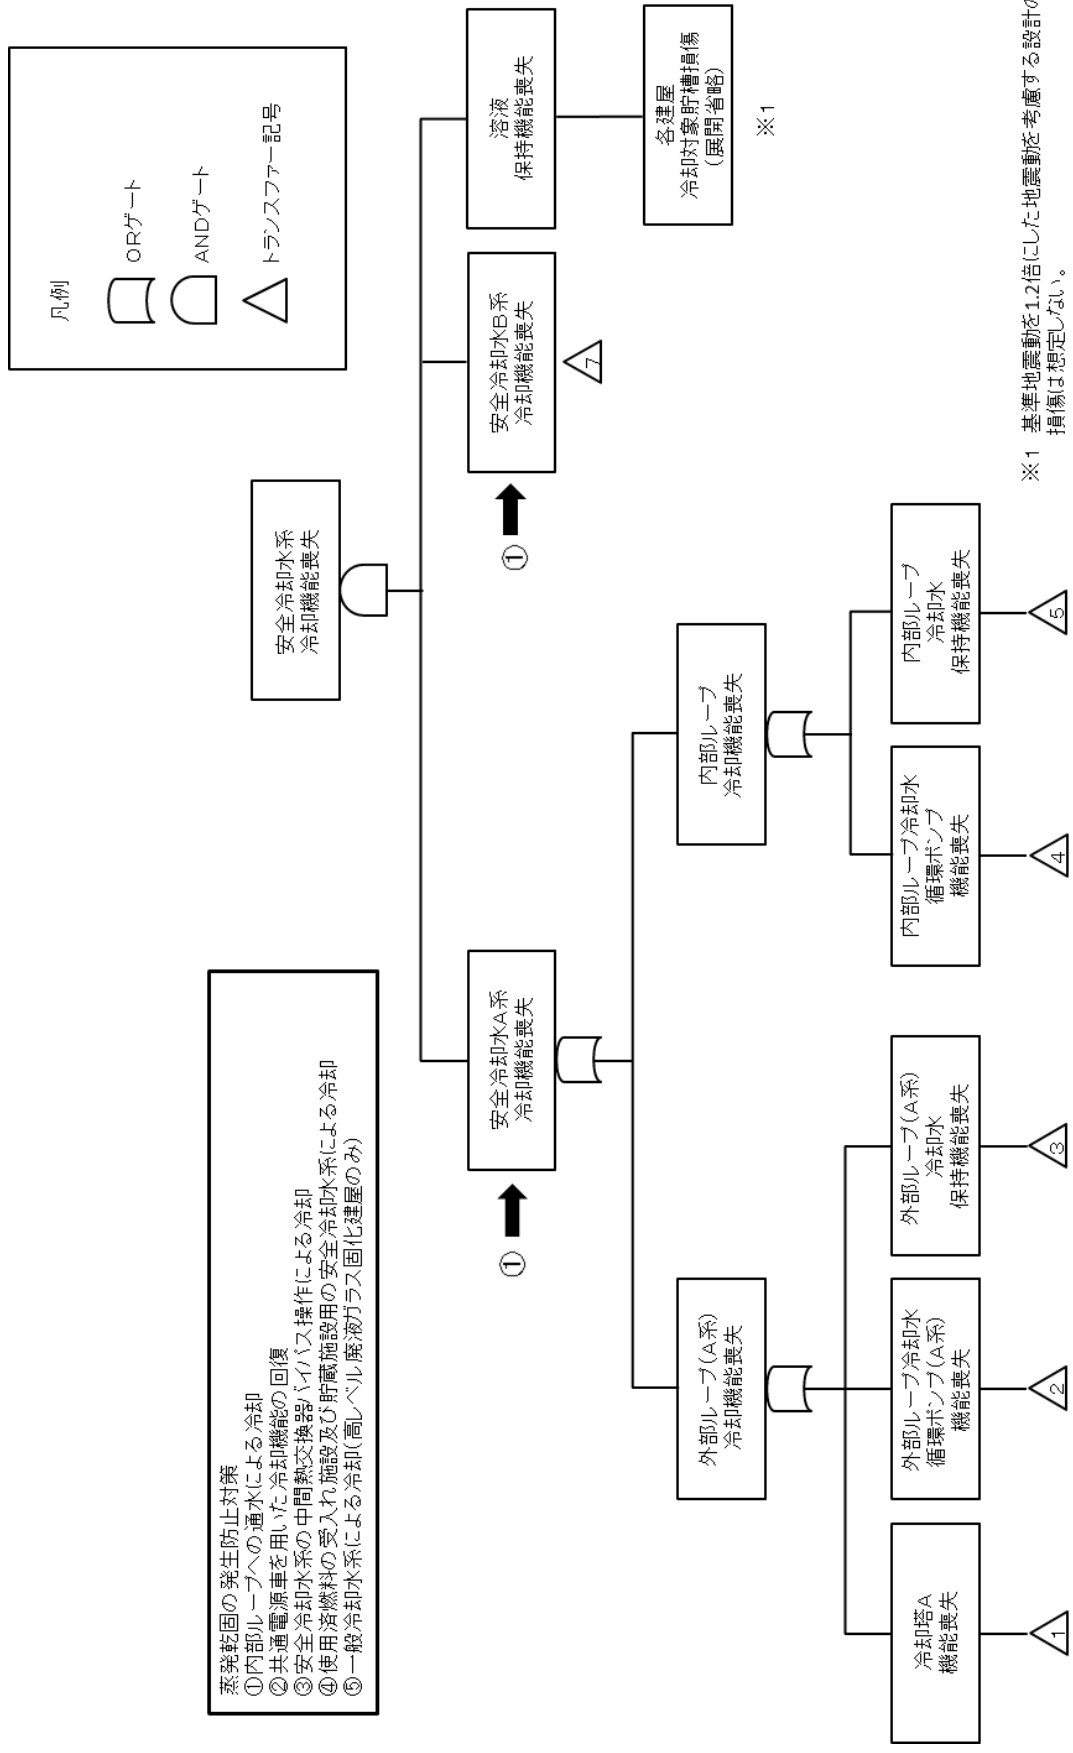 蒸発乾固の発生防止対策
①内部ループへの通水による冷却
②共通電源車を用いた冷却機能の回復
③安全冷却水系の中間熱交換器バイパス操作による冷却
④使用済燃料の受入れ施設及び貯蔵施設用の安全冷却水系による冷却
⑤一般冷却水系による冷却(高レベル廃液ガラス固化建屋のみ)
凡例
ORゲート
ANDゲート
トランスファー記号
安全冷却水系
冷却機能喪失
①
安全冷却水A系
冷却機能喪失
①
安全冷却水B系
冷却機能喪失
7
溶液
保持機能喪失
各建屋
冷却対象貯槽損傷
(展開省略)
※1
外部ループ(A系)
冷却機能喪失
内部ループ
冷却機能喪失
冷却塔A
機能喪失
1
外部ループ冷却水
循環ポンプ(A系)
機能喪失
2
外部ループ(A系)
冷却水
保持機能喪失
3
内部ループ冷却水
循環ポンプ
機能喪失
4
内部ループ
冷却水
保持機能喪失
5
※1 基準地震動を1.2倍にした地震動を考慮する設計の
損傷は想定しない。